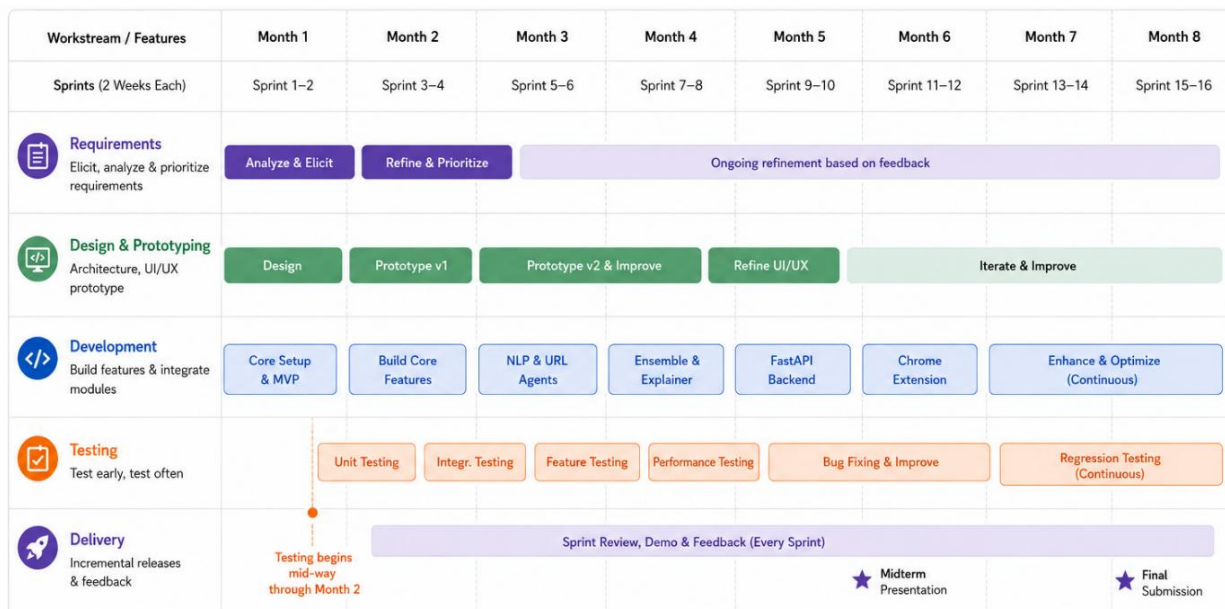 Workstream / Features
Month 1
Month 2
Month 3
Month 4
Month 5
Month 6
Month 7
Month 8
Sprints (2 Weeks Each)
Sprint 1–2
Sprint 3–4
Sprint 5–6
Sprint 7–8
Sprint 9–10
Sprint 11–12
Sprint 13–14
Sprint 15–16
Requirements
Elicit, analyze & prioritize
requirements
Analyze & Elicit
Refine & Prioritize
Ongoing refinement based on feedback
Design & Prototyping
Architecture, UI/UX
prototype
Design
Prototype v1
Prototype v2 & Improve
Refine UI/UX
Iterate & Improve
Development
Build features & integrate
modules
Core Setup
& MVP
Build Core
Features
NLP & URL
Agents
Ensemble &
Explainer
FastAPI
Backend
Chrome
Extension
Enhance & Optimize
(Continuous)
Testing
Test early, test often
Unit Testing
Integr. Testing
Feature Testing
Performance Testing
Bug Fixing & Improve
Regression Testing
(Continuous)
Delivery
Incremental releases
& feedback
Testing begins
mid-way
through Month 2
Sprint Review, Demo & Feedback (Every Sprint)
Midterm
Presentation
Final
Submission